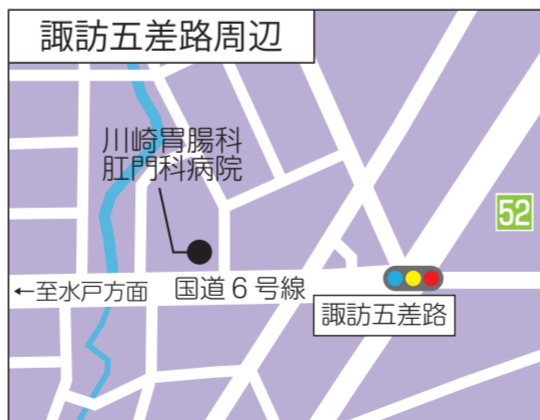 諏訪五差路周辺
川崎胃腸科
肛門科病院
52
←至水戸方面
国道6号線
諏訪五差路